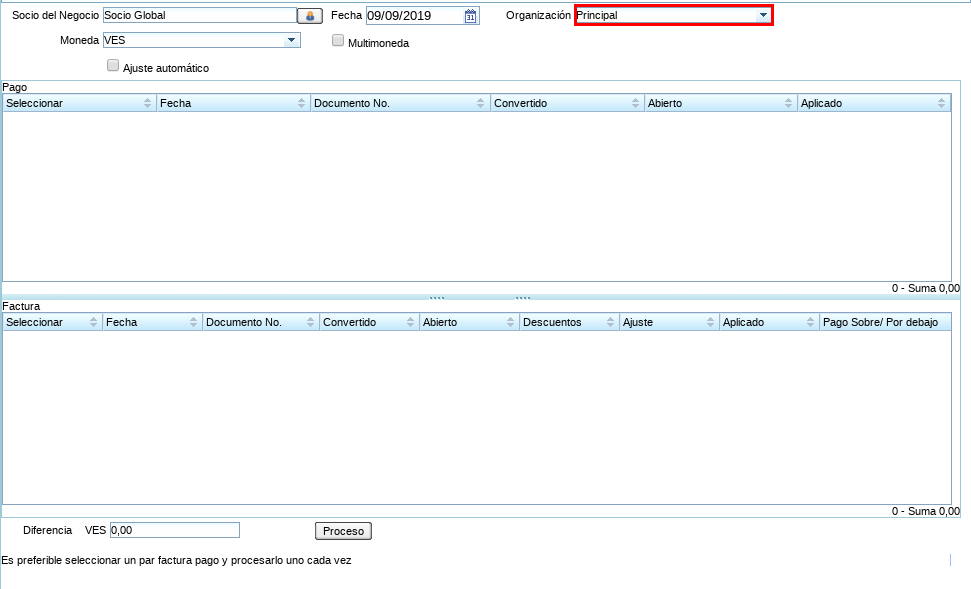 Socio del Negocio Socio Global Fecha 09/09/2019 31 Organización Principal
Moneda VES Multimoneda
Ajuste automático
Pago
Seleccionar Fecha Documento No. Convertido Abierto Aplicado
0 - Suma 0,00
Factura
Seleccionar Fecha Documento No. Convertido Abierto Descuentos Ajuste Aplicado Pago Sobre/ Por debajo
0 - Suma 0,00
Diferencia VES 0,00 Proceso
Es preferible seleccionar un par factura pago y procesarlo uno cada vez